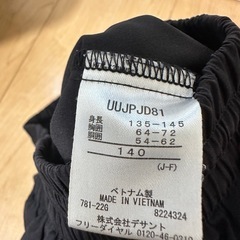 UUJPJD81
身長 135-145
胸囲 64-72
胴囲 54-62
140
(J-F)
ベトナム製
MADE IN VIETNAM
781-22G 8224324
株式会社デサント
フリーダイヤル 0120-46-0310